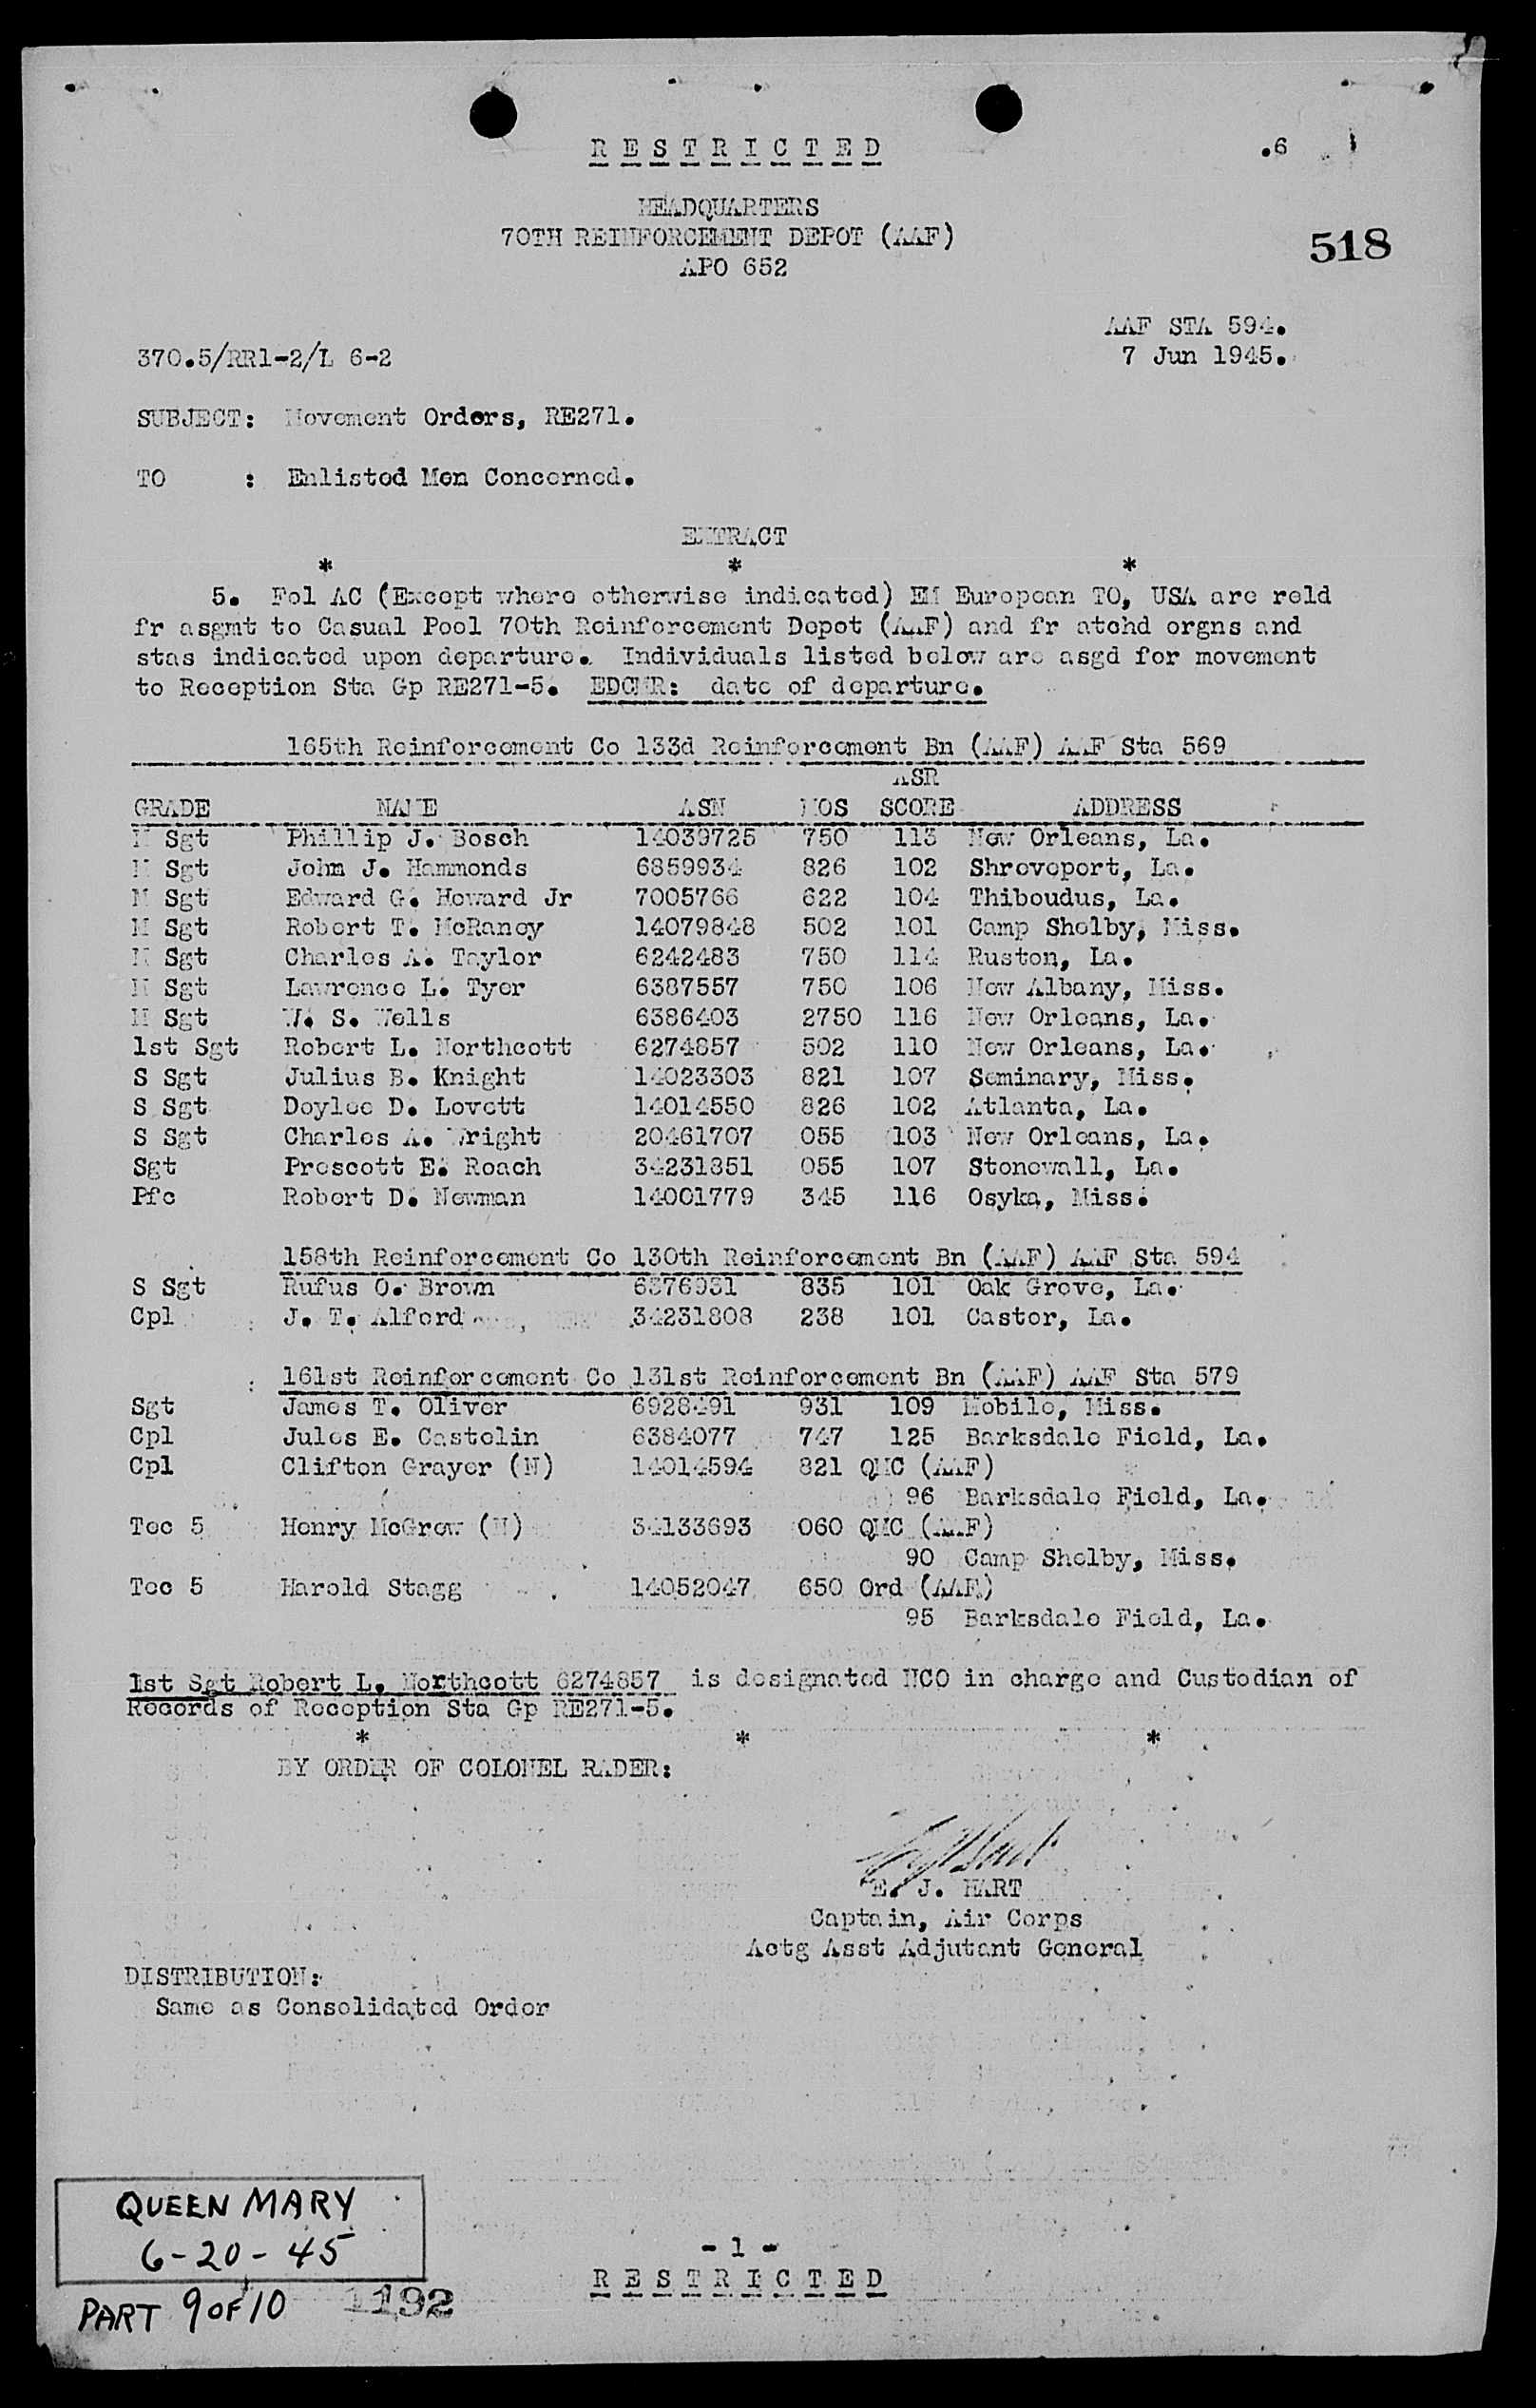 R E S T R I C T E D
.6
HEADQUARTERS
70TH REINFORCEMENT DEPOT (AAF)
518
APO 652
AAF STA 594.
370.5/RR1-2/L 6-2
7 Jun 1945.
SUBJECT: Movement Orders, RE271.
TO : Enlisted Men Concerned.
EXTRACT
* * *
5. Fol AC (Except where otherwise indicated) EM European TO, USA are reld
fr asgmt to Casual Pool 70th Reinforcement Depot (AAF) and fr atchd orgns and
stas indicated upon departure. Individuals listed below are asgd for movement
to Reception Sta Gp RE271-5. EDCMR: date of departure.
165th Reinforcement Co 133d Reinforcement Bn (AAF) AAF Sta 569
ASR
GRADE NAME ASN MOS SCORE ADDRESS
M Sgt Phillip J. Bosch 14039725 750 113 New Orleans, La.
M Sgt John J. Hammonds 6859934 826 102 Shreveport, La.
M Sgt Edward G. Howard Jr 7005766 622 104 Thiboudus, La.
M Sgt Robert T. McRaney 14079848 502 101 Camp Shelby, Miss.
M Sgt Charles A. Taylor 6242483 750 114 Ruston, La.
M Sgt Lawrence L. Tyer 6387557 750 106 New Albany, Miss.
M Sgt W. S. Wells 6386403 2750 116 New Orleans, La.
1st Sgt Robert L. Northcott 6274857 502 110 New Orleans, La.
S Sgt Julius B. Knight 14023303 821 107 Seminary, Miss.
S Sgt Doylee D. Lovett 14014550 826 102 Atlanta, La.
S Sgt Charles A. Wright 20461707 055 103 New Orleans, La.
Sgt Prescott E. Roach 34231851 055 107 Stonewall, La.
Pfc Robert D. Newman 14001779 345 116 Osyka, Miss.
158th Reinforcement Co 130th Reinforcement Bn (AAF) AAF Sta 594
S Sgt Rufus O. Brown 6376931 835 101 Oak Grove, La.
Cpl J. T. Alford 34231808 238 101 Castor, La.
161st Reinforcement Co 131st Reinforcement Bn (AAF) AAF Sta 579
Sgt James T. Oliver 6928491 931 109 Mobile, Miss.
Cpl Jules E. Castelin 6384077 747 125 Barksdale Field, La.
Cpl Clifton Grayer (N) 14014594 821 QMC (AAF)
96 Barksdale Field, La.
Tec 5 Henry McGrew (N) 34133693 060 QMC (AAF)
90 Camp Shelby, Miss.
Tec 5 Harold Stagg 14052047 650 Ord (AAF)
95 Barksdale Field, La.
1st Sgt Robert L. Northcott 6274857 is designated NCO in charge and Custodian of
Records of Reception Sta Gp RE271-5.
* * *
BY ORDER OF COLONEL RADER:
E. J. HART
Captain, Air Corps
Actg Asst Adjutant General
DISTRIBUTION:
Same as Consolidated Order
QUEEN MARY
6-20-45
- 1 -
R E S T R I C T E D
PART 9 OF 10 1192